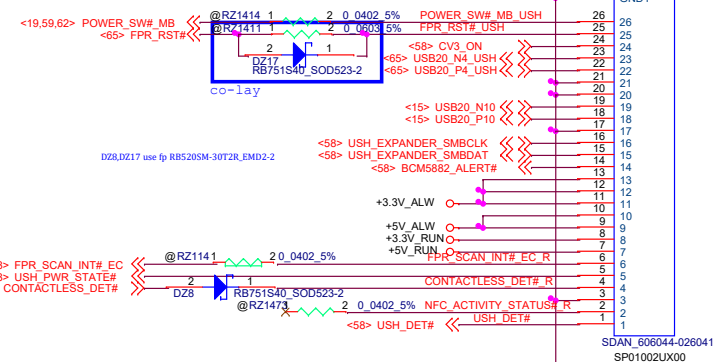 GND1
@RZ1414 1 2 0_0402_5% POWER_SW#_MB_USH
<19,59,62> POWER_SW#_MB 26 26
@RZ1411 1 2 0_0603_5% FPR_RST#_USH
<65> FPR_RST# 25 25
<58> CV3_ON 24 24
2 1
DZ17 <65> USB20_N4_USH 23 23
RB751S40_SOD523-2 <65> USB20_P4_USH 22 22
21 21
co-lay 20 20
<15> USB20_N10 19 19
<15> USB20_P10 18 18
17 17
<58> USH_EXPANDER_SMBCLK 16 16
DZ8,DZ17 use fp RB520SM-30T2R_EMD2-2 <58> USH_EXPANDER_SMBDAT 15 15
<58> BCM5882_ALERT# 14 14
13 13
12 12
+3.3V_ALW 11 11
10 10
+5V_ALW 9 9
+3.3V_RUN 8 8
+5V_RUN 7 7
> FPR_SCAN_INT#_EC @RZ1141 2 0_0402_5% FPR_SCAN_INT#_EC_R 6 6
> USH_PWR_STATE# 5 5
CONTACTLESS_DET# 2 1 CONTACTLESS_DET#_R 4 4
DZ8 RB751S40_SOD523-2 3 3
@RZ1473 2 0_0402_5% NFC_ACTIVITY_STATUS#_R 2 2
<58> USH_DET# USH_DET# 1 1
SDAN_606044-026041
SP01002UX00